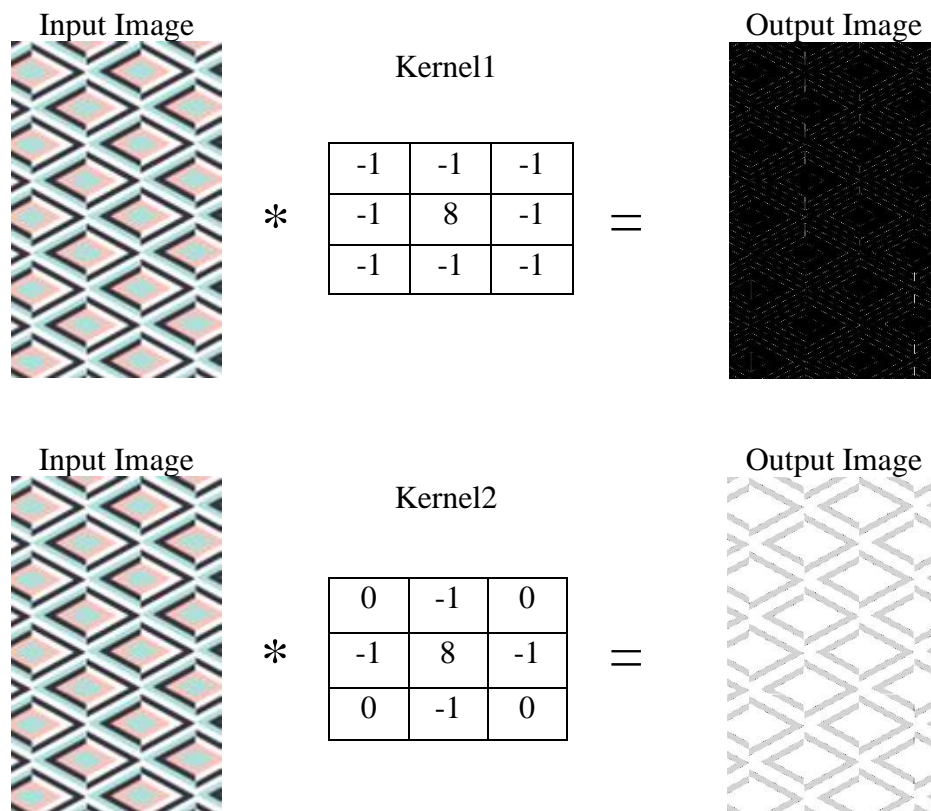 Input Image
Output Image
Kernel1
-1 -1 -1
* -1 8 -1 =
-1 -1 -1
Input Image
Output Image
Kernel2
0 -1 0
* -1 8 -1 =
0 -1 0